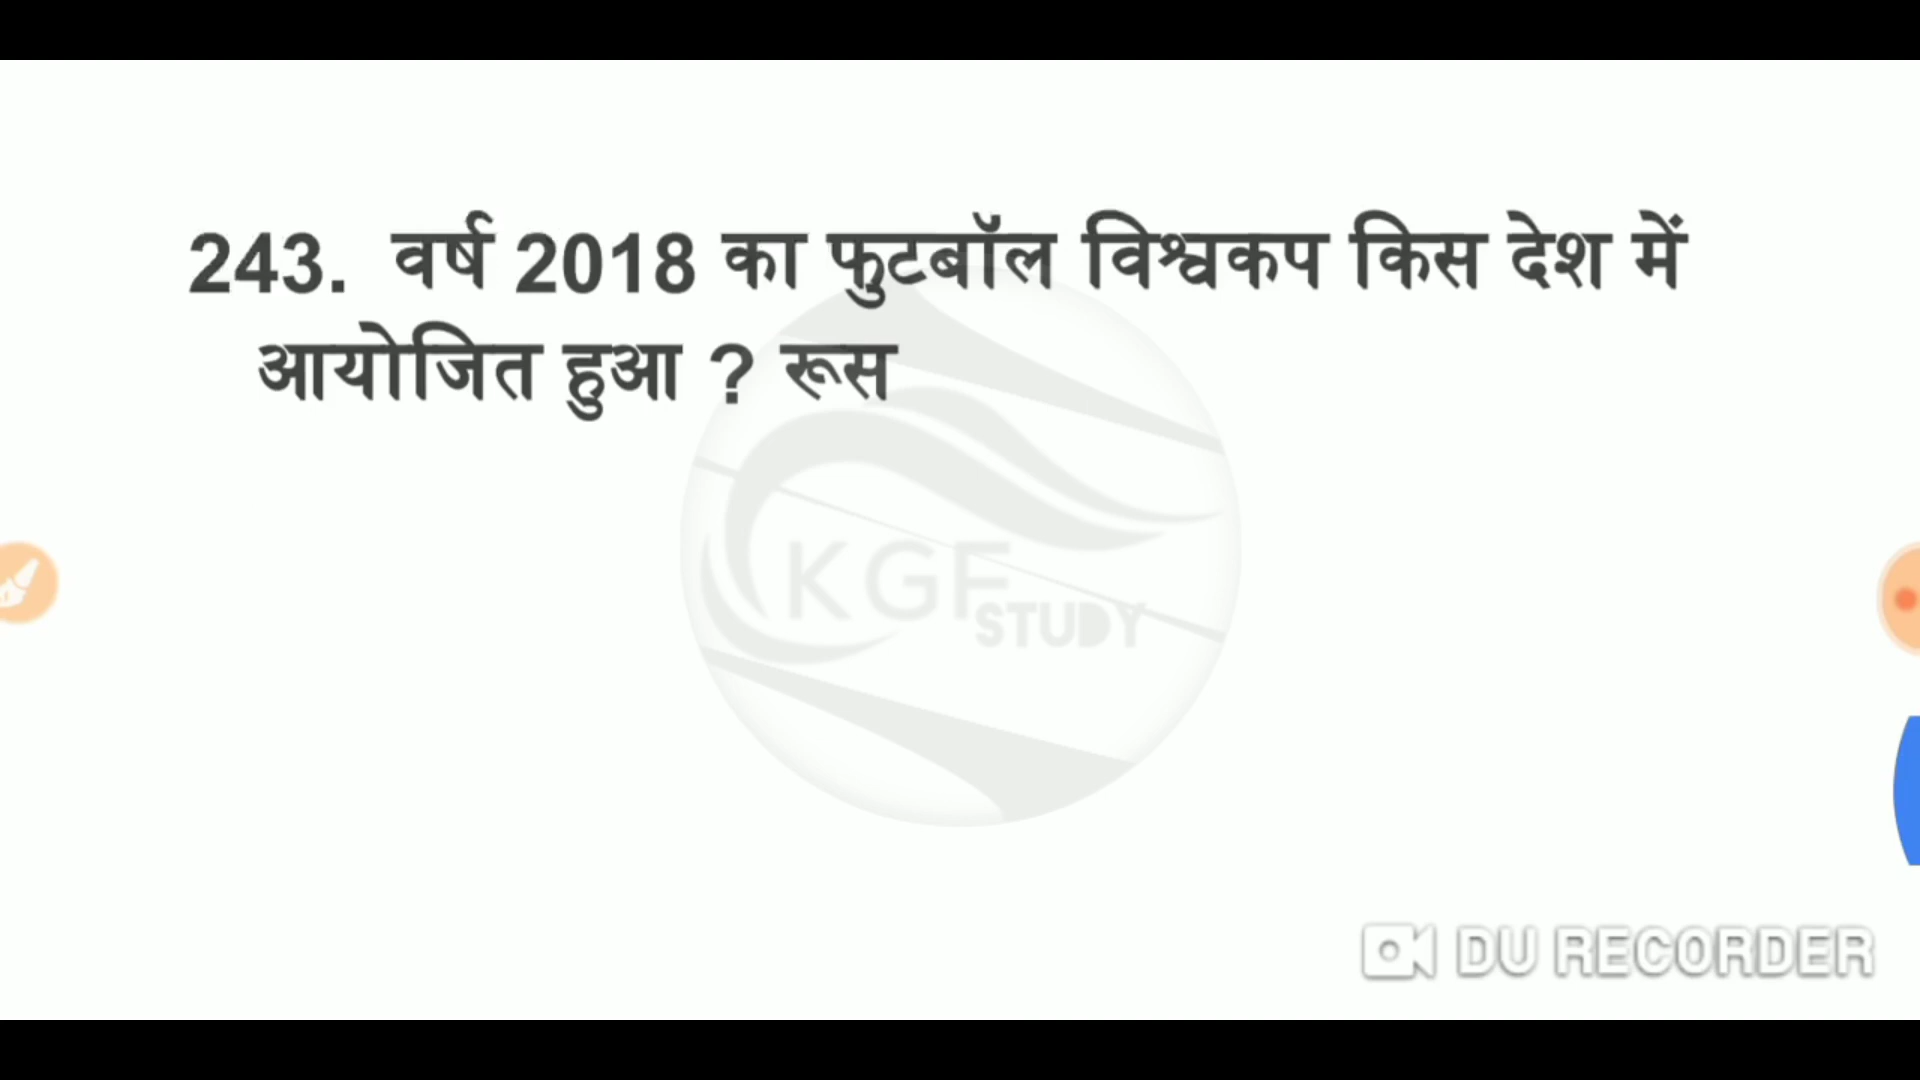 243. वर्ष 2018 का फुटबॉल विश्वकप किस देश में
आयोजित हुआ ? रूस
KGF
STUDY
DU RECORDER